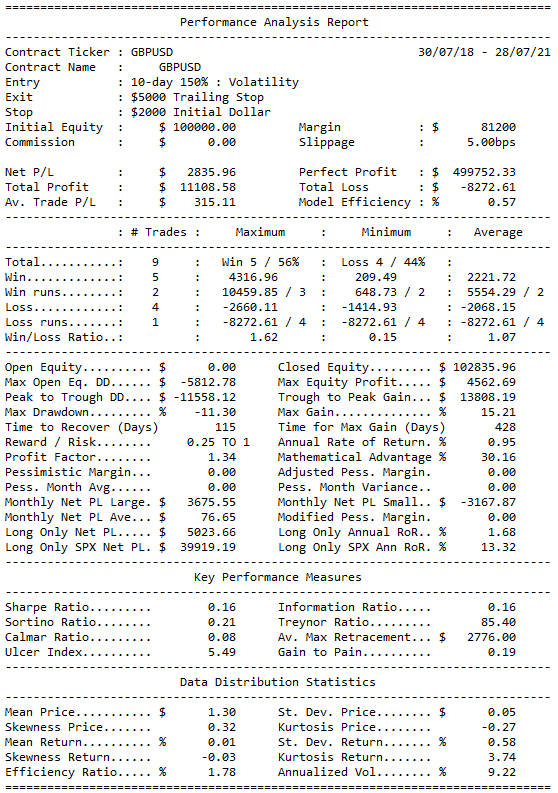 ================================================================================
Performance Analysis Report
--------------------------------------------------------------------------------
Contract Ticker : GBPUSD 30/07/18 - 28/07/21
Contract Name : GBPUSD
Entry : 10-day 150% : Volatility
Exit : $5000 Trailing Stop
Stop : $2000 Initial Dollar
Initial Equity : $ 100000.00 Margin : $ 81200
Commission : $ 0.00 Slippage : 5.00bps
Net P/L : $ 2835.96 Perfect Profit : $ 499752.33
Total Profit : $ 11108.58 Total Loss : $ -8272.61
Av. Trade P/L : $ 315.11 Model Efficiency : % 0.57
--------------------------------------------------------------------------------
: # Trades : Maximum : Minimum : Average
--------------------------------------------------------------------------------
Total...........: 9 : Win 5 / 56% : Loss 4 / 44% :
Win.............: 5 : 4316.96 : 209.49 : 2221.72
Win runs........: 2 : 10459.85 / 3 : 648.73 / 2 : 5554.29 / 2
Loss............: 4 : -2660.11 : -1414.93 : -2068.15
Loss runs.......: 1 : -8272.61 / 4 : -8272.61 / 4 : -8272.61 / 4
Win/Loss Ratio..: : 1.62 : 0.15 : 1.07
--------------------------------------------------------------------------------
Open Equity.......... $ 0.00 Closed Equity......... $ 102835.96
Max Open Eq. DD...... $ -5812.78 Max Equity Profit..... $ 4562.69
Peak to Trough DD.... $ -11558.12 Trough to Peak Gain... $ 13808.19
Max Drawdown......... % -11.30 Max Gain.............. % 15.21
Time to Recover (Days) 115 Time for Max Gain (Days) 428
Reward / Risk........ 0.25 TO 1 Annual Rate of Return. % 0.95
Profit Factor........ 1.34 Mathematical Advantage % 30.16
Pessimistic Margin... 0.00 Adjusted Pess. Margin. 0.00
Pess. Month Avg...... 0.00 Pess. Month Variance.. 0.00
Monthly Net PL Large. $ 3675.55 Monthly Net PL Small.. $ -3167.87
Monthly Net PL Ave... $ 76.65 Modified Pess. Margin. 0.00
Long Only Net PL..... $ 5023.66 Long Only Annual RoR.. % 1.68
Long Only SPX Net PL. $ 39919.19 Long Only SPX Ann RoR. % 13.32
--------------------------------------------------------------------------------
Key Performance Measures
--------------------------------------------------------------------------------
Sharpe Ratio......... 0.16 Information Ratio..... 0.16
Sortino Ratio........ 0.21 Treynor Ratio......... 85.40
Calmar Ratio......... 0.08 Av. Max Retracement... $ 2776.00
Ulcer Index.......... 5.49 Gain to Pain.......... 0.19
--------------------------------------------------------------------------------
Data Distribution Statistics
--------------------------------------------------------------------------------
Mean Price........... $ 1.30 St. Dev. Price........ $ 0.05
Skewness Price....... 0.32 Kurtosis Price........ -0.27
Mean Return.......... % 0.01 St. Dev. Return....... % 0.58
Skewness Return...... -0.03 Kurtosis Return....... 3.74
Efficiency Ratio..... % 1.78 Annualized Vol........ % 9.22
================================================================================